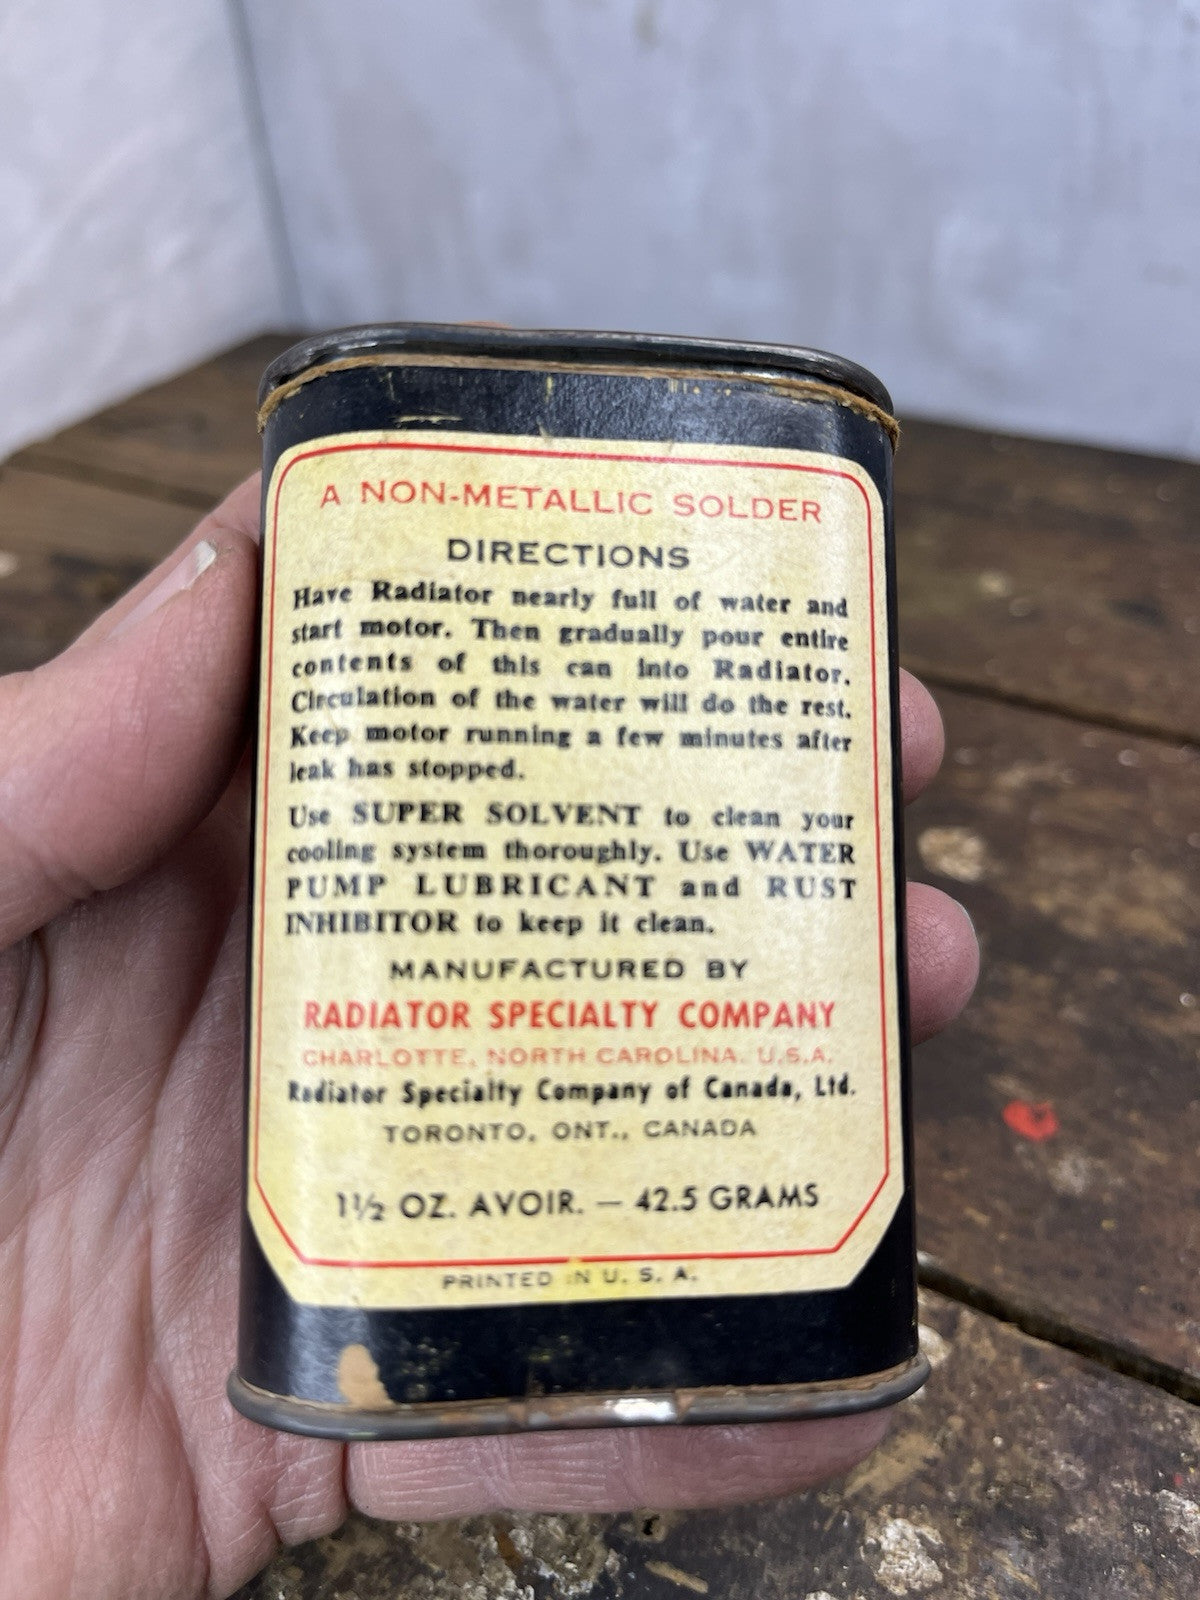 A NON-METALLIC SOLDER
DIRECTIONS
Have Radiator nearly full of water and
start motor. Then gradually pour entire
contents of this can into Radiator.
Circulation of the water will do the rest.
Keep motor running a few minutes after
leak has stopped.
Use SUPER SOLVENT to clean your
cooling system thoroughly. Use WATER
PUMP LUBRICANT and RUST
INHIBITOR to keep it clean.
MANUFACTURED BY
RADIATOR SPECIALTY COMPANY
CHARLOTTE, NORTH CAROLINA, U.S.A.
Radiator Specialty Company of Canada, Ltd.
TORONTO, ONT., CANADA
1½ OZ. AVOIR. — 42.5 GRAMS
PRINTED IN U. S. A.